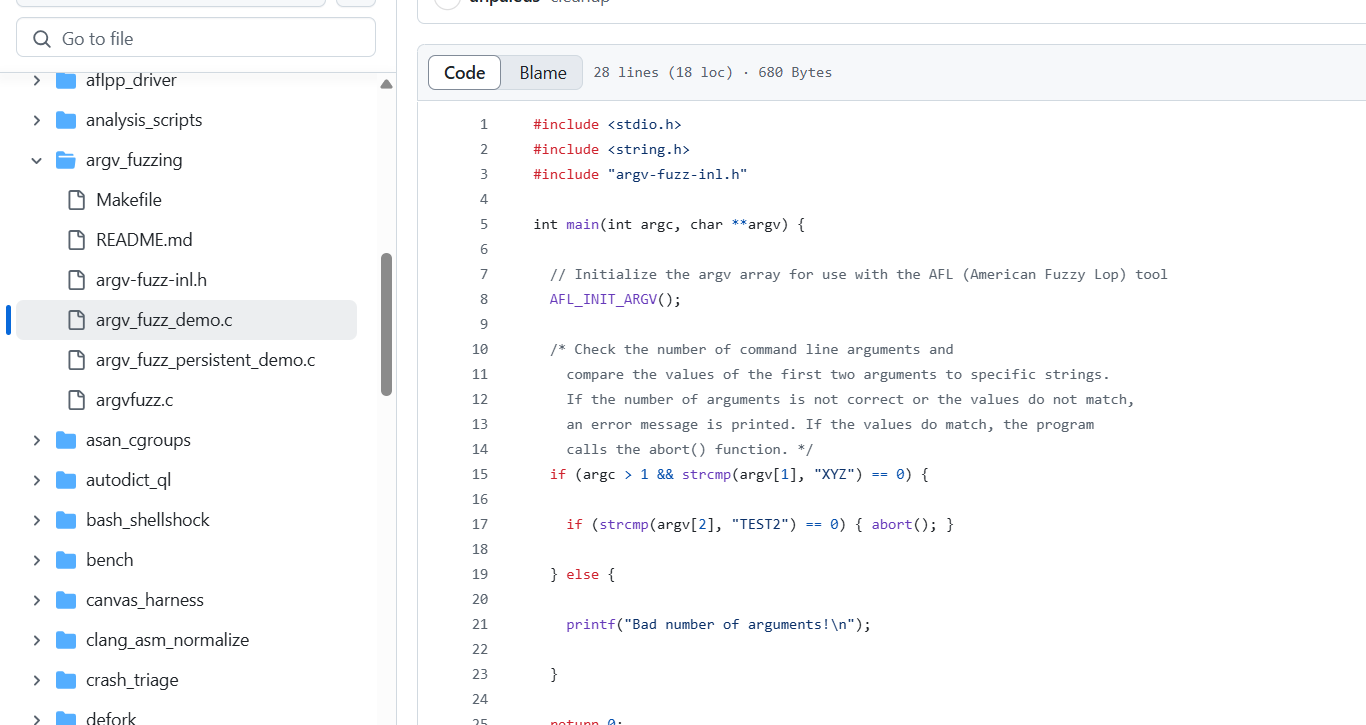 Go to file
aflpp_driver
analysis_scripts
argv_fuzzing
Makefile
README.md
argv-fuzz-inl.h
argv_fuzz_demo.c
argv_fuzz_persistent_demo.c
argvfuzz.c
asan_cgroups
autodict_ql
bash_shellshock
bench
canvas_harness
clang_asm_normalize
crash_triage
defork
cleanup
Code Blame 28 lines (18 loc) · 680 Bytes
1 #include <stdio.h>
2 #include <string.h>
3 #include "argv-fuzz-inl.h"
4
5 int main(int argc, char **argv) {
6
7 // Initialize the argv array for use with the AFL (American Fuzzy Lop) tool
8 AFL_INIT_ARGV();
9
10 /* Check the number of command line arguments and
11 compare the values of the first two arguments to specific strings.
12 If the number of arguments is not correct or the values do not match,
13 an error message is printed. If the values do match, the program
14 calls the abort() function. */
15 if (argc > 1 && strcmp(argv[1], "XYZ") == 0) {
16
17 if (strcmp(argv[2], "TEST2") == 0) { abort(); }
18
19 } else {
20
21 printf("Bad number of arguments!\n");
22
23 }
24
25 return 0;